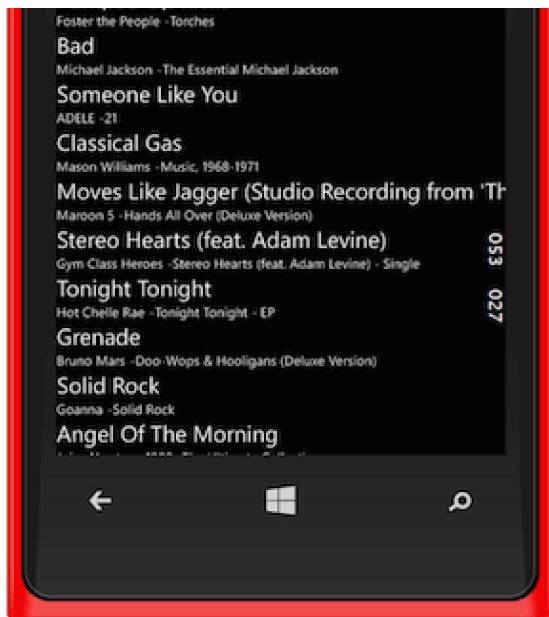 Foster the People -Torches
Bad
Michael Jackson -The Essential Michael Jackson
Someone Like You
ADELE -21
Classical Gas
Mason Williams -Music, 1968-1971
Moves Like Jagger (Studio Recording from 'Th
Maroon 5 -Hands All Over (Deluxe Version)
Stereo Hearts (feat. Adam Levine)
Gym Class Heroes -Stereo Hearts (feat. Adam Levine) - Single
Tonight Tonight
Hot Chelle Rae -Tonight Tonight - EP
Grenade
Bruno Mars -Doo-Wops & Hooligans (Deluxe Version)
Solid Rock
Goanna -Solid Rock
Angel Of The Morning
053
027